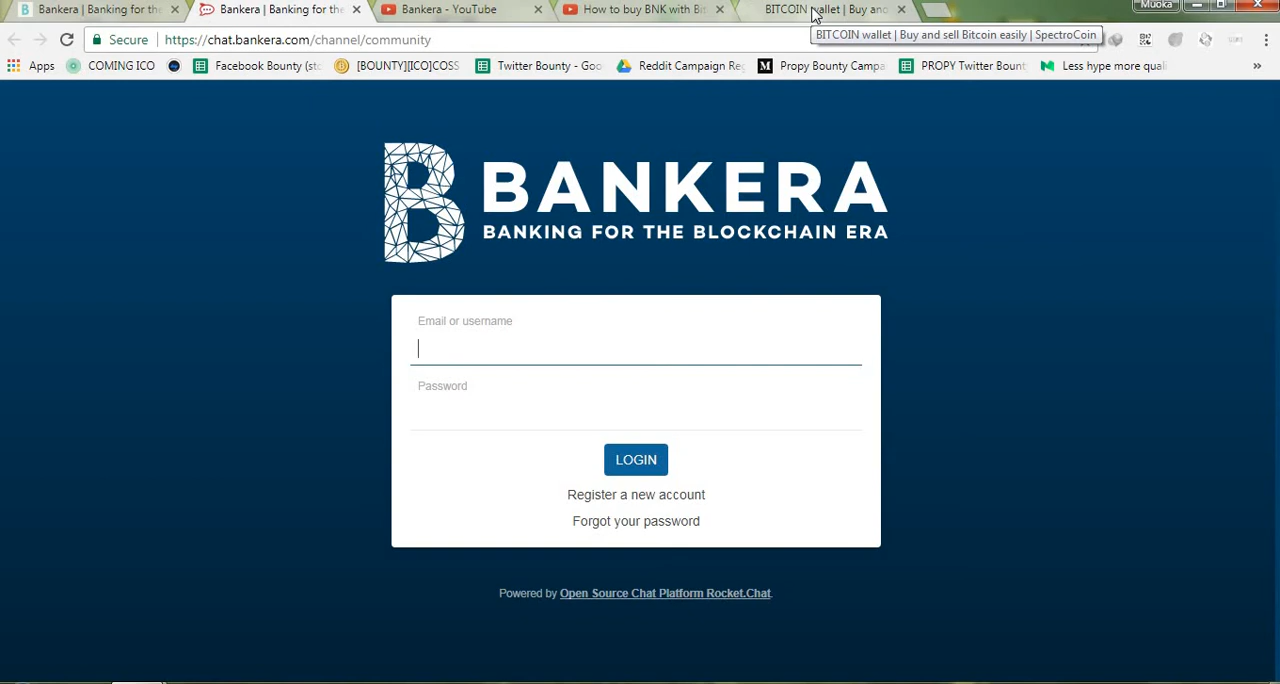 Bankera | Banking for the
Bankera | Banking for the
Bankera - YouTube
How to buy BNK with Bit
BITCOIN wallet | Buy and
Muoka
Secure
https://chat.bankera.com/channel/community
BITCOIN wallet | Buy and sell Bitcoin easily | SpectroCoin
Apps
COMING ICO
Facebook Bounty (sto
[BOUNTY][ICO]COSS
Twitter Bounty - Goo
Reddit Campaign Reg
Propy Bounty Campa
PROPY Twitter Bount
Less hype more quali
»
BANKERA
BANKING FOR THE BLOCKCHAIN ERA
Email or username
Password
LOGIN
Register a new account
Forgot your password
Powered by Open Source Chat Platform Rocket.Chat.